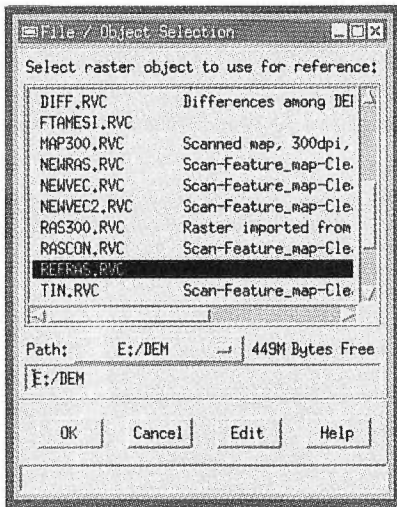 File / Object Selection
Select raster object to use for reference:
DIFF.RVC Differences among DEI
FTAMESI.RVC
MAP300.RVC Scanned map, 300dpi,
NEWRAS.RVC Scan-Feature_map-Cle
NEWVEC.RVC Scan-Feature_map-Cle
NEWVEC2.RVC Scan-Feature_map-Cle
RAS300.RVC Raster imported from
RASCON.RVC Scan-Feature_map-Cle
REFRAS.RVC
TIN.RVC Scan-Feature_map-Cle
Path: E:/DEM 449M Bytes Free
E:/DEM
OK Cancel Edit Help